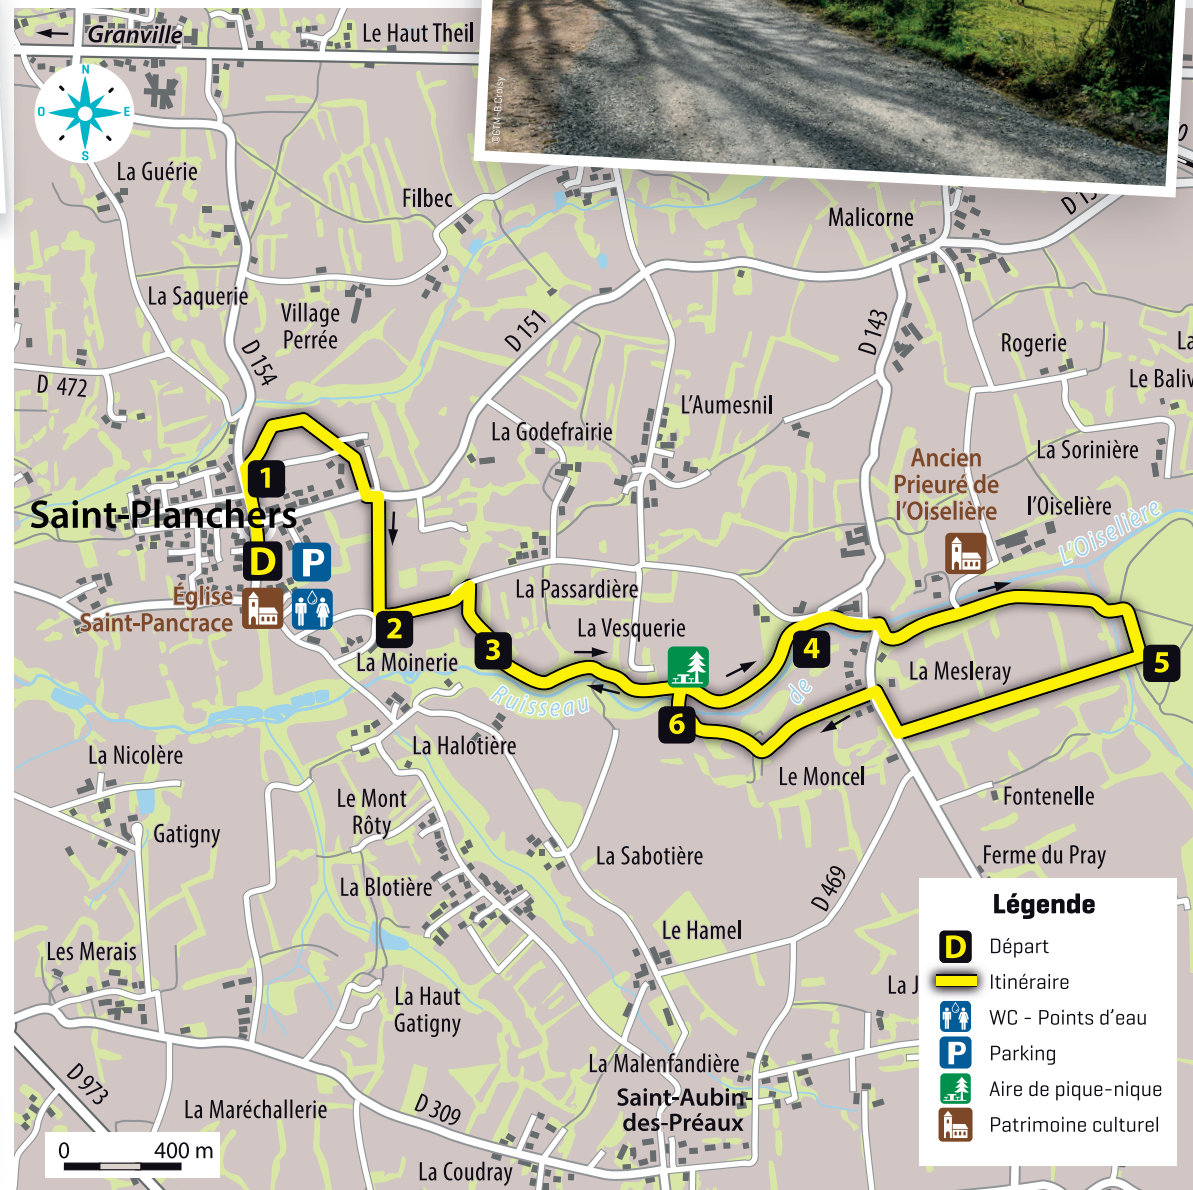 Granville
Le Haut Theil
©GTM-B.Croisy
N
O
E
S
La Guérie
Filbec
Malicorne
La Saquerie
Village
Perrée
D 154
D 151
D 143
Rogerie
D 472
L'Aumesnil
La Godefrairie
La Sorinière
Ancien
Prieuré de
l'Oiselière
l'Oiselière
L'Oiselière
1
Saint-Planchers
D
P
Église
Saint-Pancrace
2
La Passardière
La Vesquerie
3
4
La Moinerie
La Mesleray
5
Ruisseau
de
6
La Nicolère
La Halotière
Le Moncel
Le Mont
Rôty
Fontenelle
Gatigny
La Sabotière
Ferme du Pray
La Blotière
D 469
Les Merais
Le Hamel
La Haut
Gatigny
La Malenfandière
Saint-Aubin-
des-Préaux
D 973
La Maréchallerie
D 309
La Coudray
0 400 m
Légende
D Départ
Itinéraire
WC - Points d'eau
P Parking
Aire de pique-nique
Patrimoine culturel